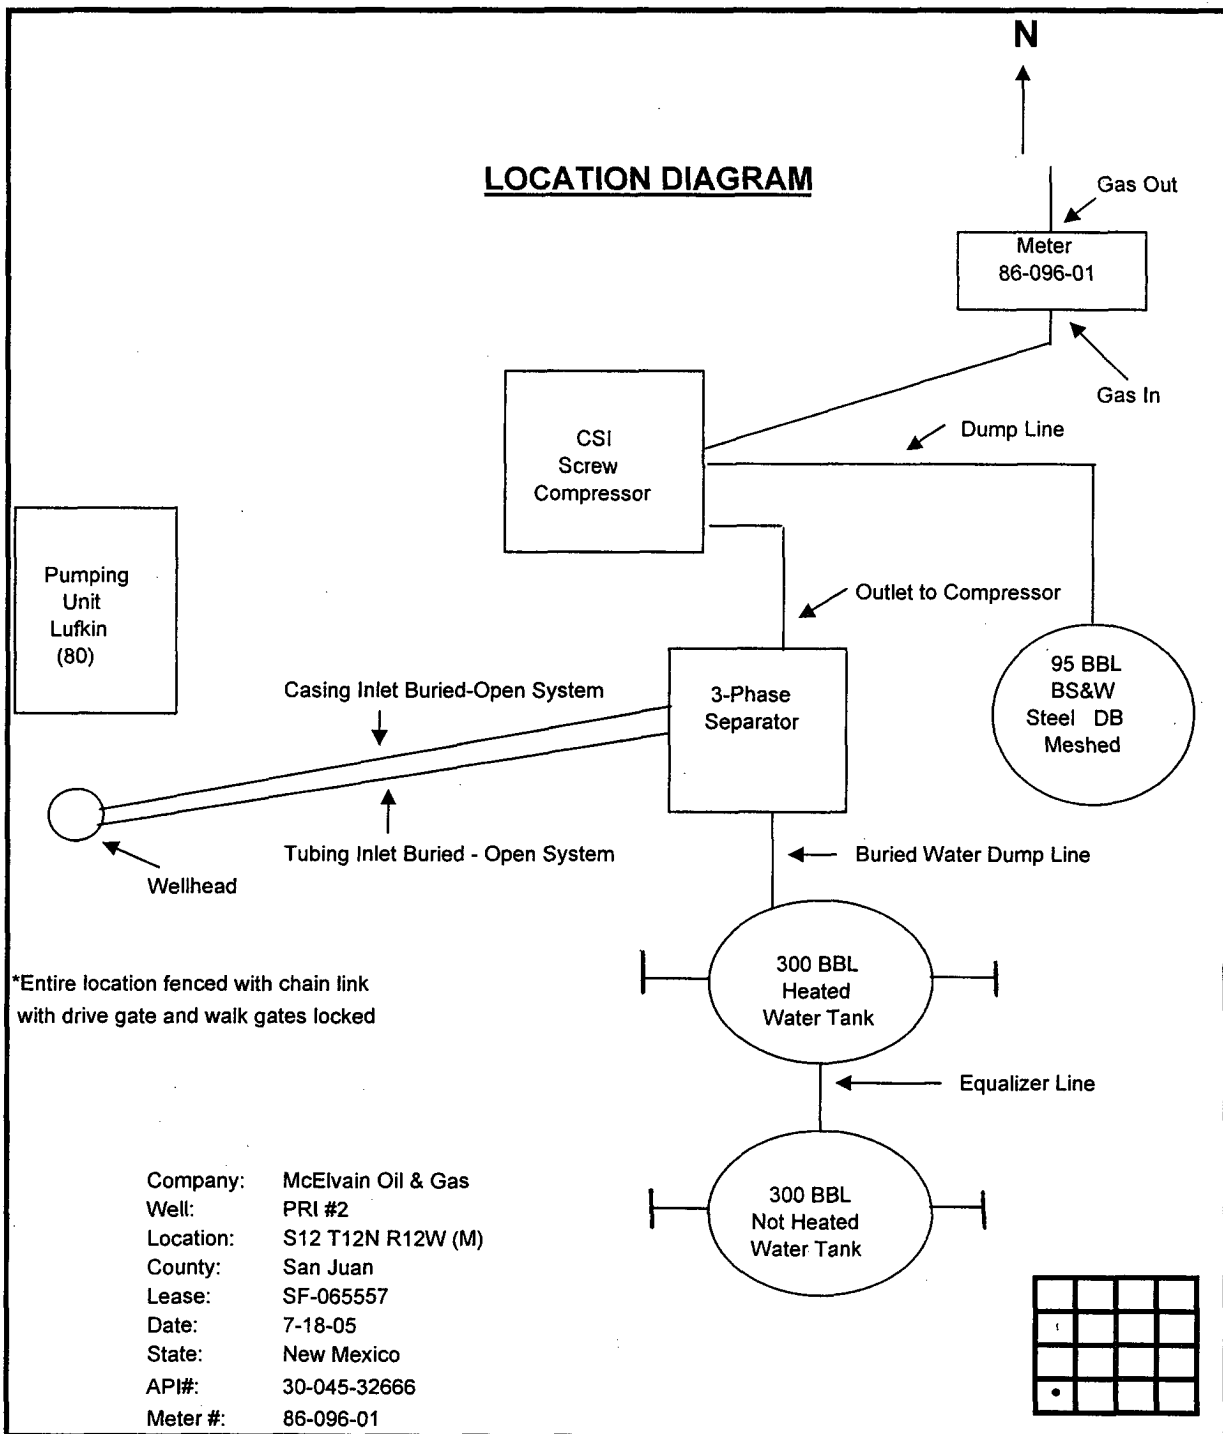 N
LOCATION DIAGRAM
Gas Out
Meter
86-096-01
Gas In
CSI
Screw
Compressor
Dump Line
Pumping
Unit
Lufkin
(80)
Outlet to Compressor
95 BBL
BS&W
Steel DB
Meshed
3-Phase
Separator
Casing Inlet Buried-Open System
Tubing Inlet Buried - Open System
Wellhead
Buried Water Dump Line
300 BBL
Heated
Water Tank
*Entire location fenced with chain link
with drive gate and walk gates locked
Equalizer Line
300 BBL
Not Heated
Water Tank
Company: McElvain Oil & Gas
Well: PRI #2
Location: S12 T12N R12W (M)
County: San Juan
Lease: SF-065557
Date: 7-18-05
State: New Mexico
API#: 30-045-32666
Meter #: 86-096-01